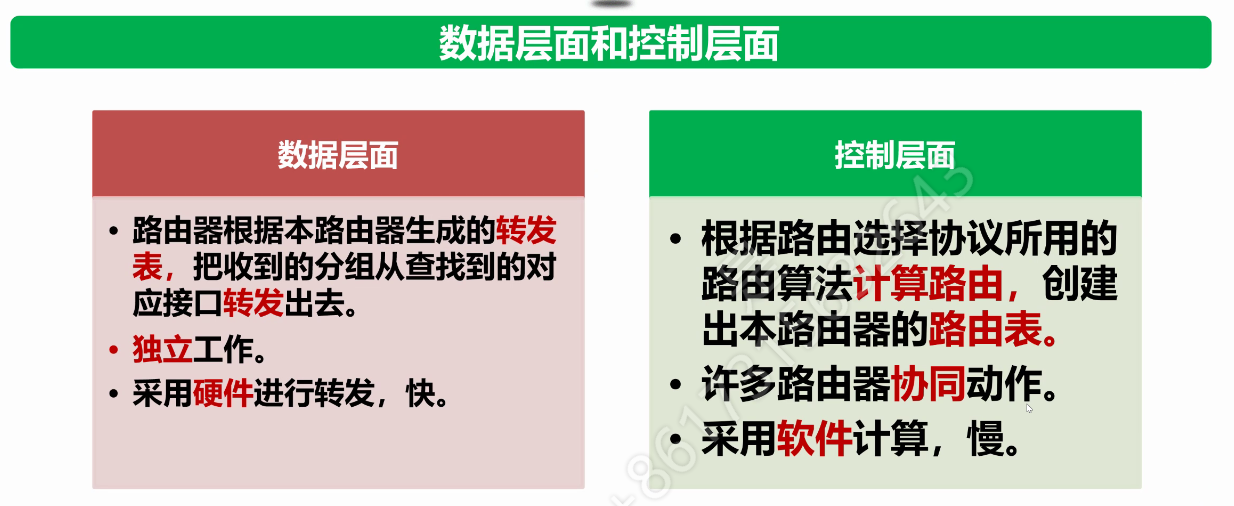 数据层面和控制层面
数据层面
• 路由器根据本路由器生成的转发
表，把收到的分组从查找到的对
应接口转发出去。
• 独立工作。
• 采用硬件进行转发，快。
控制层面
• 根据路由选择协议所用的
路由算法计算路由，创建
出本路由器的路由表。
• 许多路由器协同动作。
• 采用软件计算，慢。